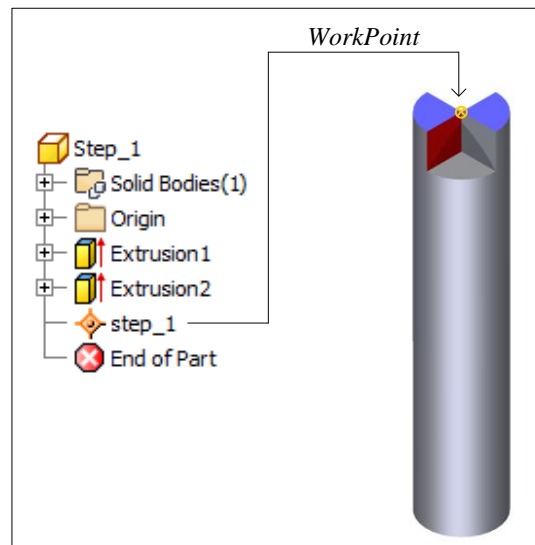 WorkPoint
Step_1
Solid Bodies(1)
Origin
Extrusion1
Extrusion2
step_1
End of Part